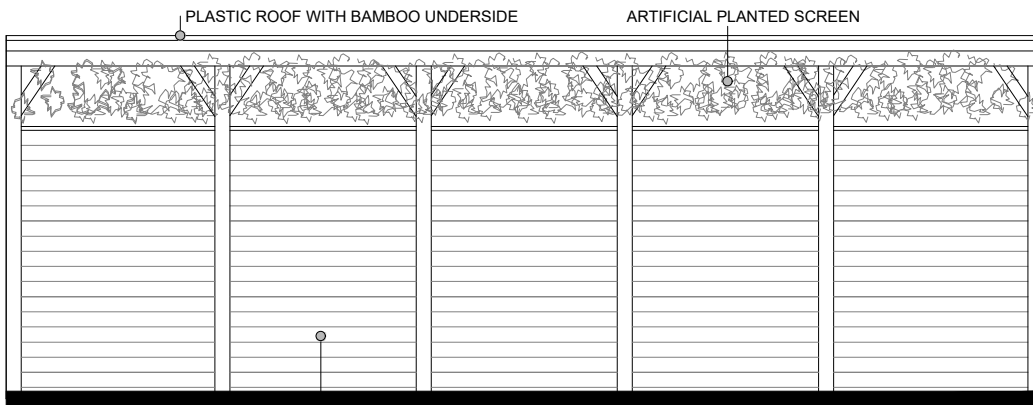 PLASTIC ROOF WITH BAMBOO UNDERSIDE
ARTIFICIAL PLANTED SCREEN